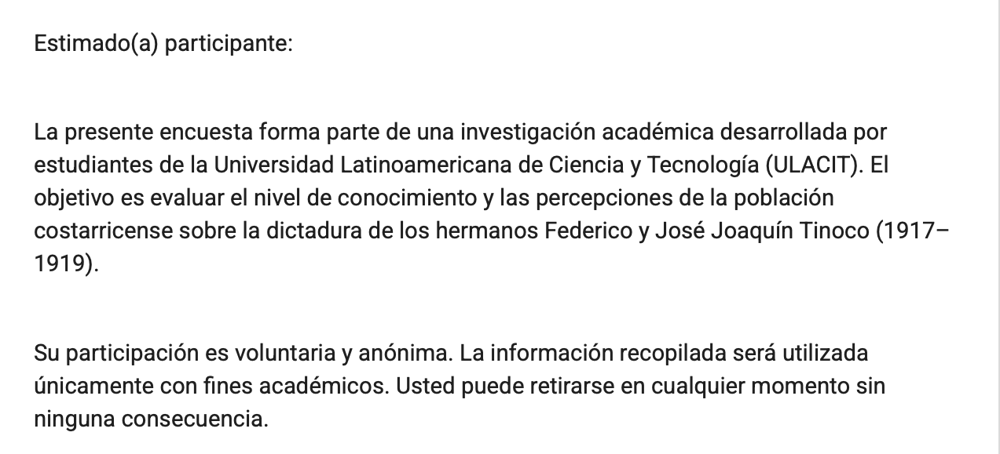 Estimado(a) participante:
La presente encuesta forma parte de una investigación académica desarrollada por
estudiantes de la Universidad Latinoamericana de Ciencia y Tecnología (ULACIT). El
objetivo es evaluar el nivel de conocimiento y las percepciones de la población
costarricense sobre la dictadura de los hermanos Federico y José Joaquín Tinoco (1917–
1919).
Su participación es voluntaria y anónima. La información recopilada será utilizada
únicamente con fines académicos. Usted puede retirarse en cualquier momento sin
ninguna consecuencia.